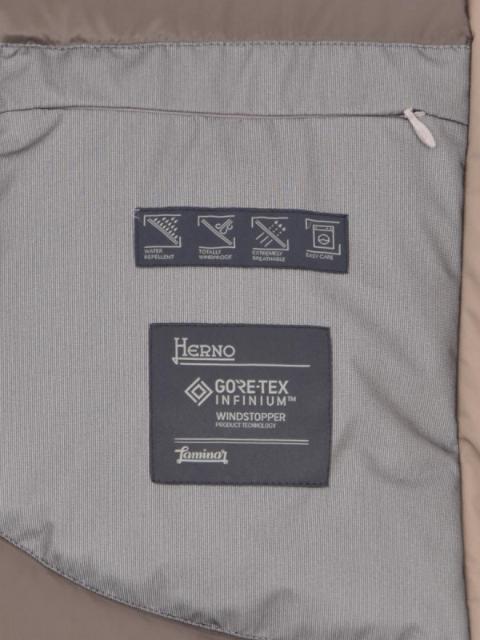 WATER
REPELLENT
TOTALLY
WINDPROOF
EXTREMELY
BREATHABLE
EASY CARE
HERNO
GORE-TEX
INFINIUM™
WINDSTOPPER
PRODUCT TECHNOLOGY
Laminar